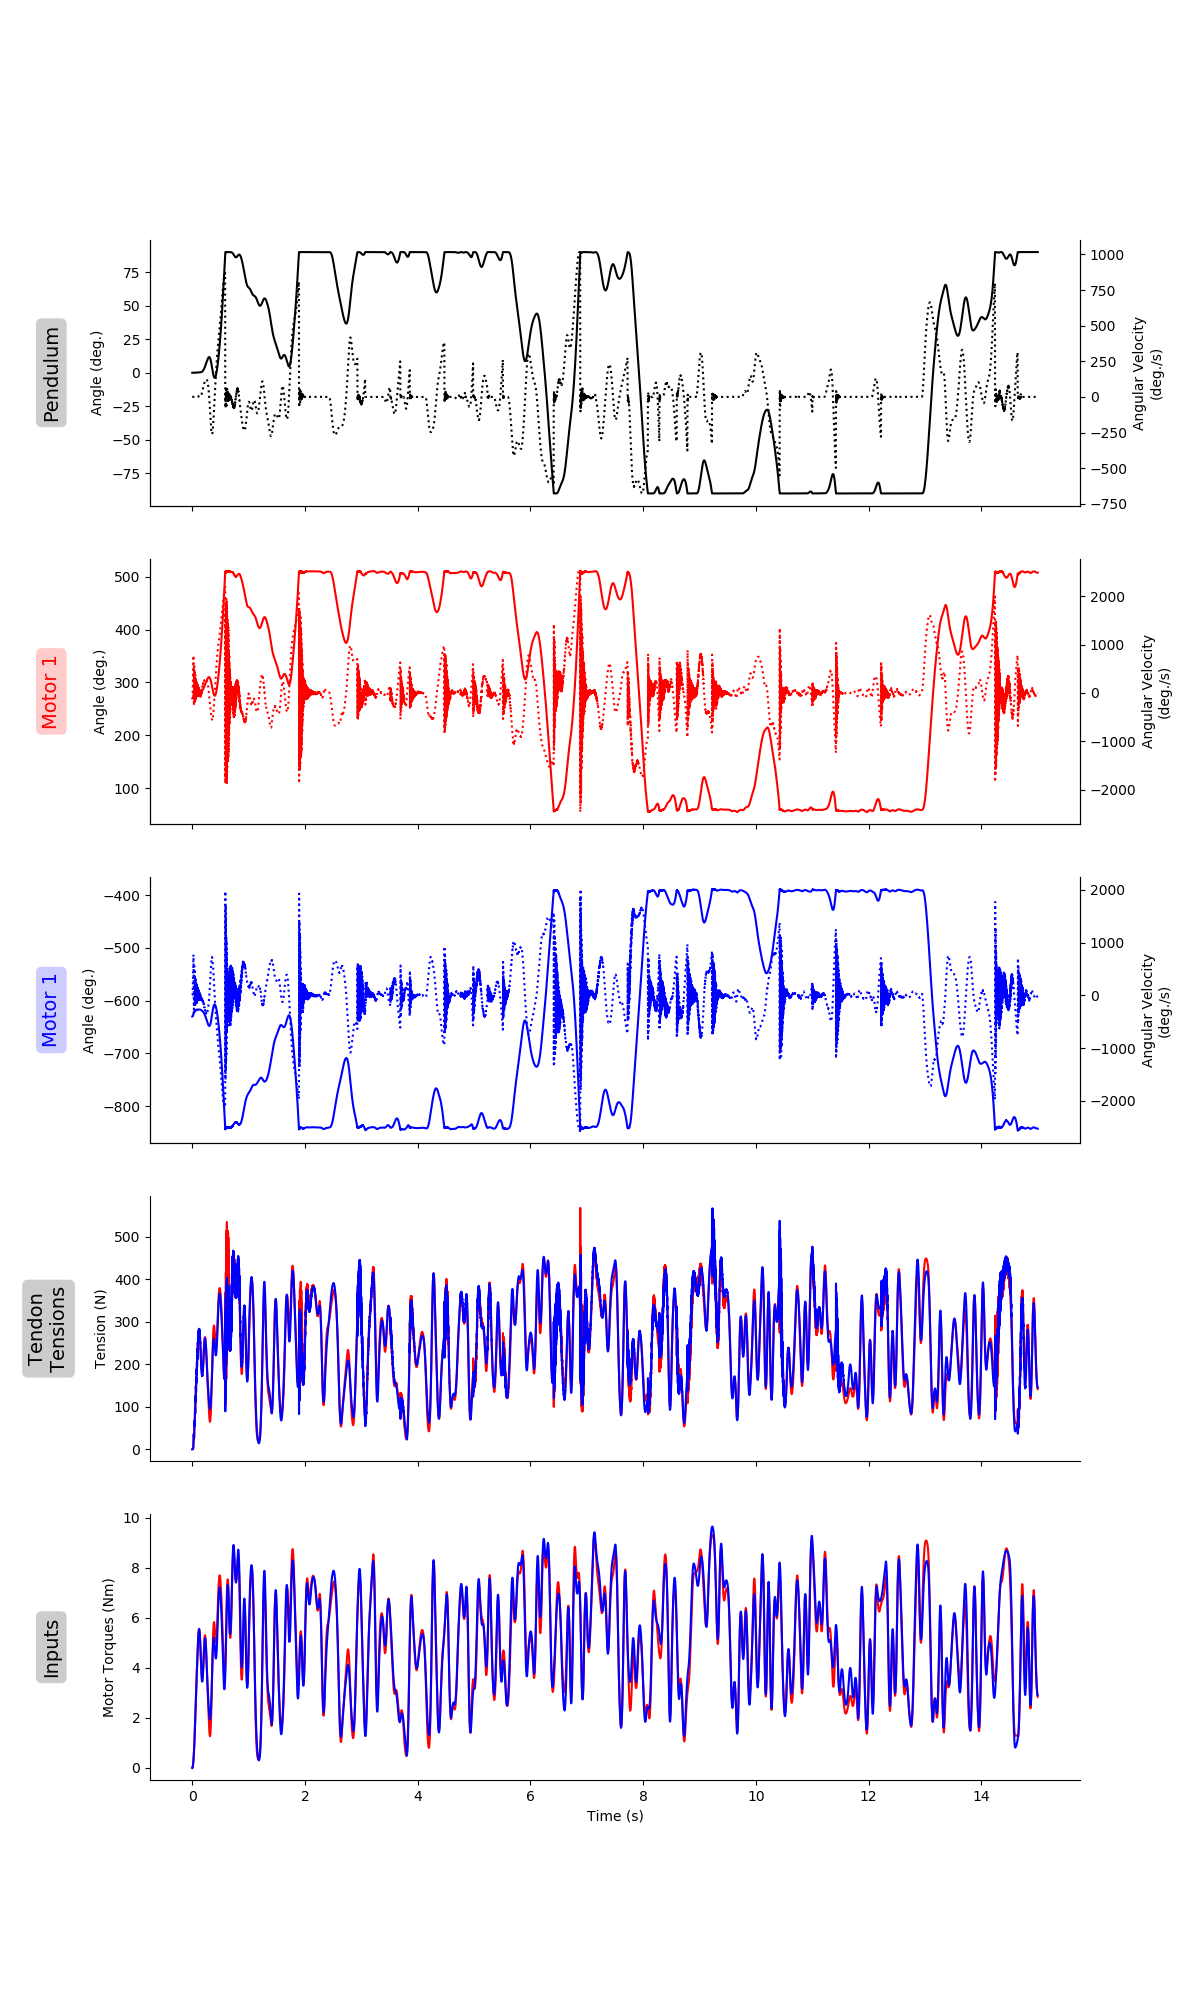 Pendulum
Angle (deg.)
75
50
25
0
−25
−50
−75
1000
750
500
250
0
−250
−500
−750
Angular Velocity
(deg./s)
Motor 1
Angle (deg.)
500
400
300
200
100
2000
1000
0
−1000
−2000
Angular Velocity
(deg./s)
Motor 1
Angle (deg.)
−400
−500
−600
−700
−800
2000
1000
0
−1000
−2000
Angular Velocity
(deg./s)
Tendon
Tensions
Tension (N)
500
400
300
200
100
0
Inputs
Motor Torques (Nm)
10
8
6
4
2
0
0 2 4 6 8 10 12 14
Time (s)